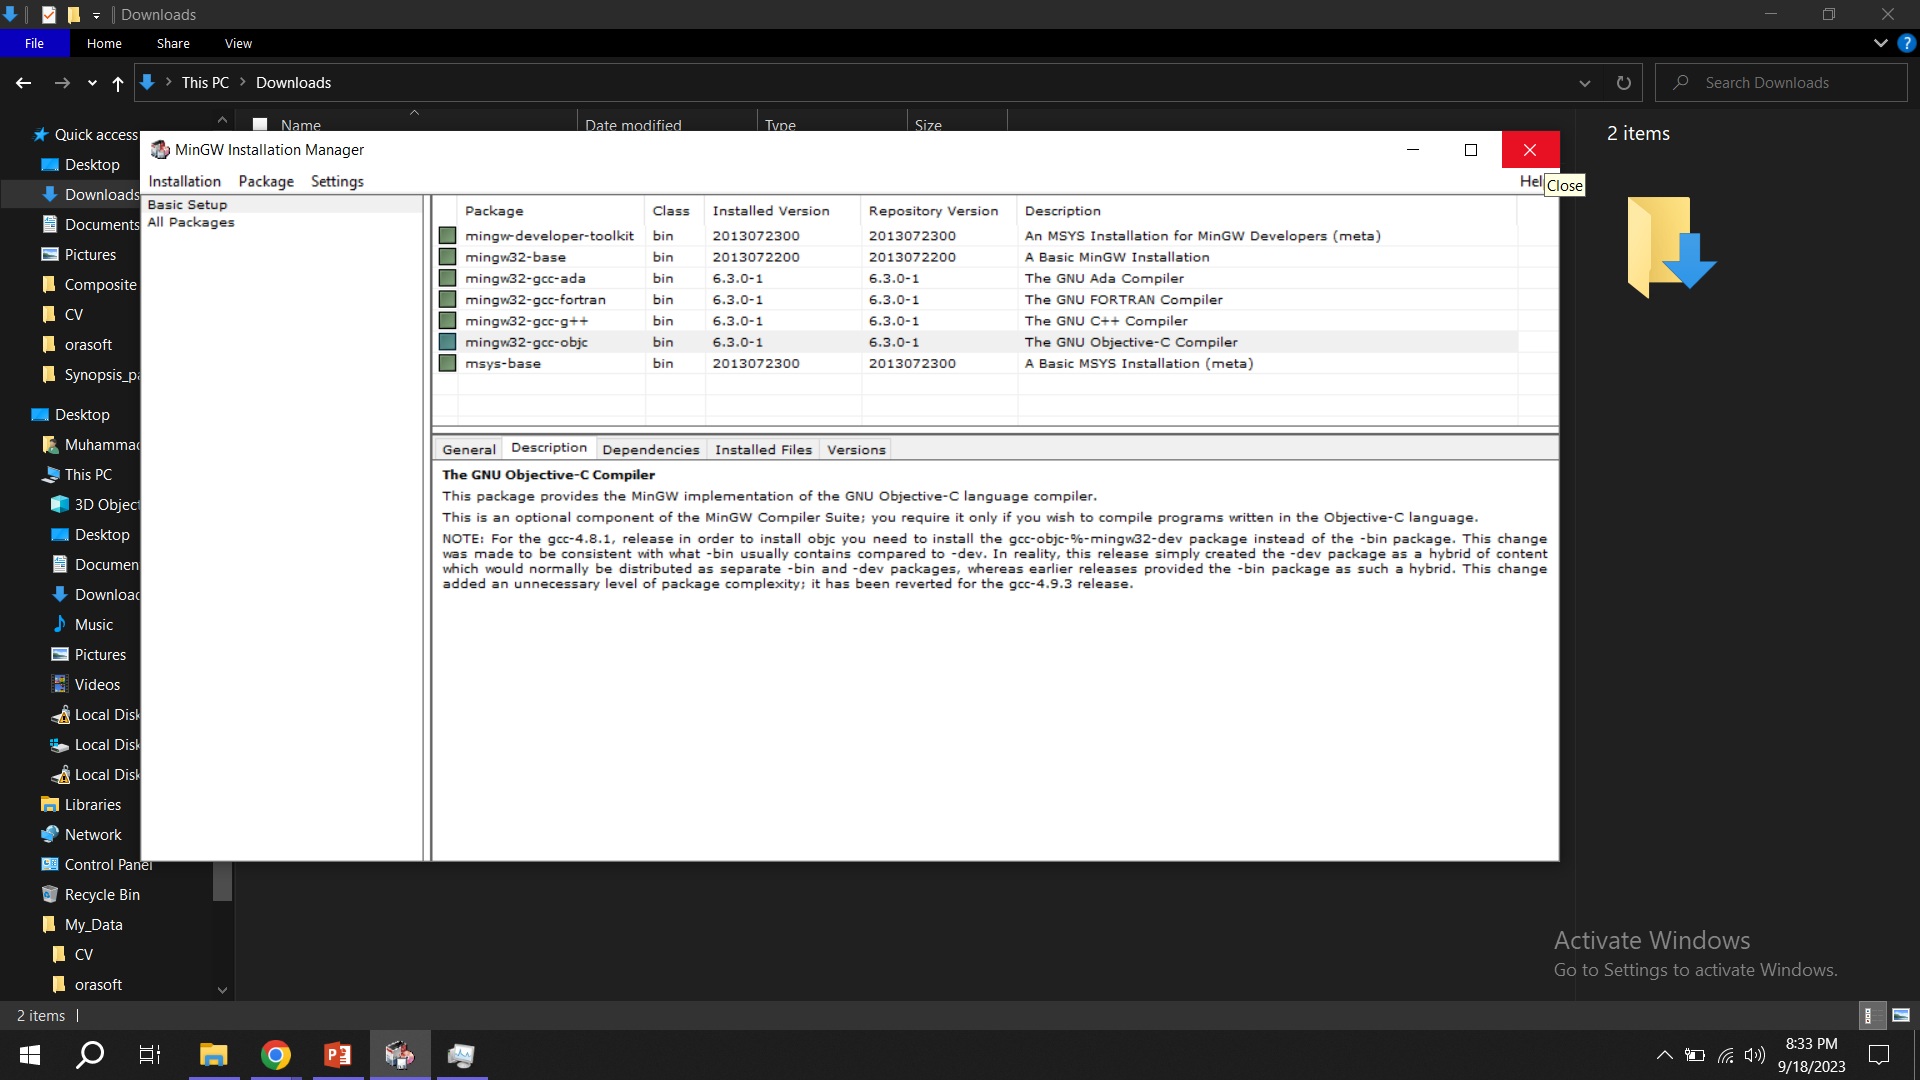 Downloads
File Home Share View
This PC Downloads
Search Downloads
Name Date modified Type Size
2 items
Quick access
Desktop
Downloads
Documents
Pictures
Composite
CV
orasoft
Synopsis_pa
Desktop
Muhammad
This PC
3D Object
Desktop
Documen
Downloac
Music
Pictures
Videos
Local Disk
Local Disk
Local Disk
Libraries
Network
Control Panel
Recycle Bin
My_Data
CV
orasoft
MinGW Installation Manager
Installation Package Settings Hel
Close
Basic Setup
All Packages
Package Class Installed Version Repository Version Description
mingw-developer-toolkit bin 2013072300 2013072300 An MSYS Installation for MinGW Developers (meta)
mingw32-base bin 2013072200 2013072200 A Basic MinGW Installation
mingw32-gcc-ada bin 6.3.0-1 6.3.0-1 The GNU Ada Compiler
mingw32-gcc-fortran bin 6.3.0-1 6.3.0-1 The GNU FORTRAN Compiler
mingw32-gcc-g++ bin 6.3.0-1 6.3.0-1 The GNU C++ Compiler
mingw32-gcc-objc bin 6.3.0-1 6.3.0-1 The GNU Objective-C Compiler
msys-base bin 2013072300 2013072300 A Basic MSYS Installation (meta)
General Description Dependencies Installed Files Versions
The GNU Objective-C Compiler
This package provides the MinGW implementation of the GNU Objective-C language compiler.
This is an optional component of the MinGW Compiler Suite; you require it only if you wish to compile programs written in the Objective-C language.
NOTE: For the gcc-4.8.1, release in order to install objc you need to install the gcc-objc-%-mingw32-dev package instead of the -bin package. This change
was made to be consistent with what -bin usually contains compared to -dev. In reality, this release simply created the -dev package as a hybrid of content
which would normally be distributed as separate -bin and -dev packages, whereas earlier releases provided the -bin package as such a hybrid. This change
added an unnecessary level of package complexity; it has been reverted for the gcc-4.9.3 release.
Activate Windows
Go to Settings to activate Windows.
2 items
8:33 PM
9/18/2023